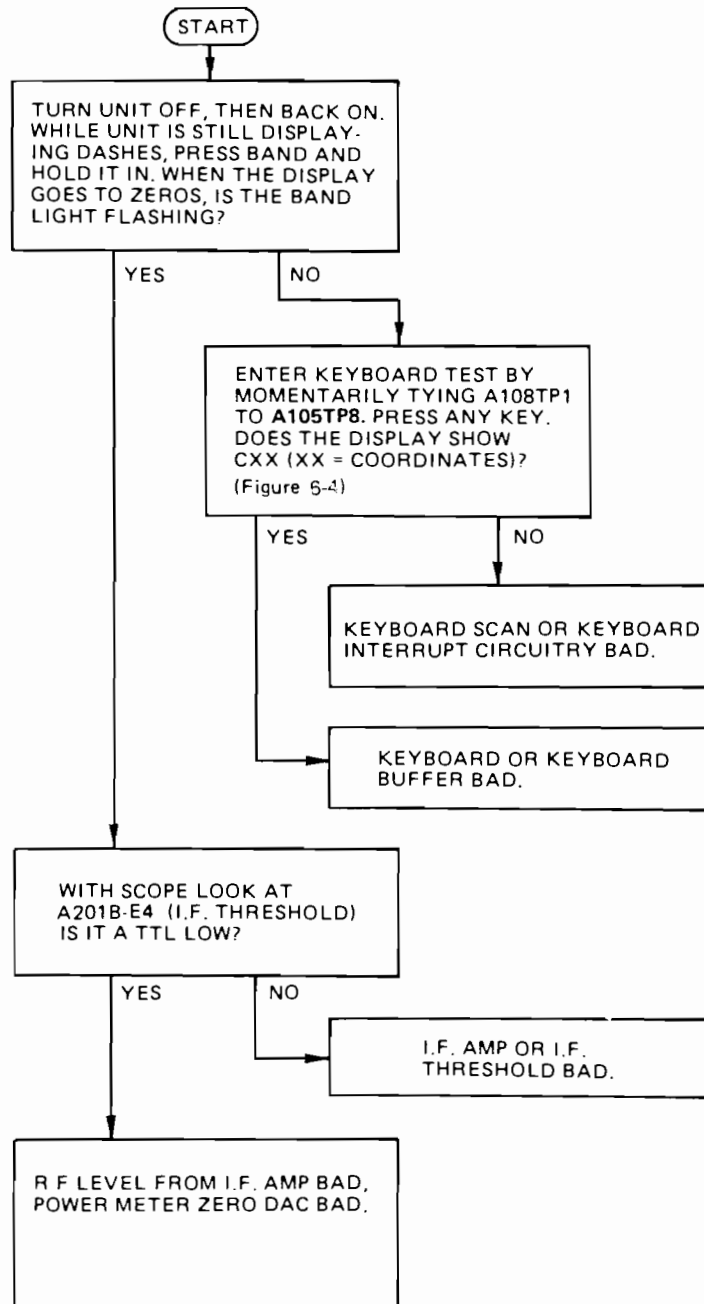 START
TURN UNIT OFF, THEN BACK ON.
WHILE UNIT IS STILL DISPLAY-
ING DASHES, PRESS BAND AND
HOLD IT IN. WHEN THE DISPLAY
GOES TO ZEROS, IS THE BAND
LIGHT FLASHING?
YES
NO
ENTER KEYBOARD TEST BY
MOMENTARILY TYING A108TP1
TO A105TP8. PRESS ANY KEY.
DOES THE DISPLAY SHOW
CXX (XX = COORDINATES)?
(Figure 6-4)
YES
NO
KEYBOARD SCAN OR KEYBOARD
INTERRUPT CIRCUITRY BAD.
KEYBOARD OR KEYBOARD
BUFFER BAD.
WITH SCOPE LOOK AT
A201B-E4 (I.F. THRESHOLD)
IS IT A TTL LOW?
YES
NO
I.F. AMP OR I.F.
THRESHOLD BAD.
R F LEVEL FROM I.F. AMP BAD,
POWER METER ZERO DAC BAD.